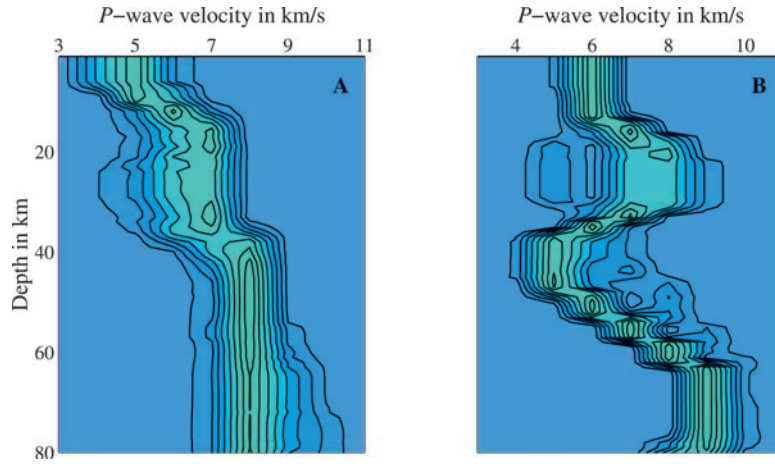 P–wave velocity in km/s
3 5 7 9 11
A
Depth in km
20
40
60
80
P–wave velocity in km/s
4 6 8 10
B